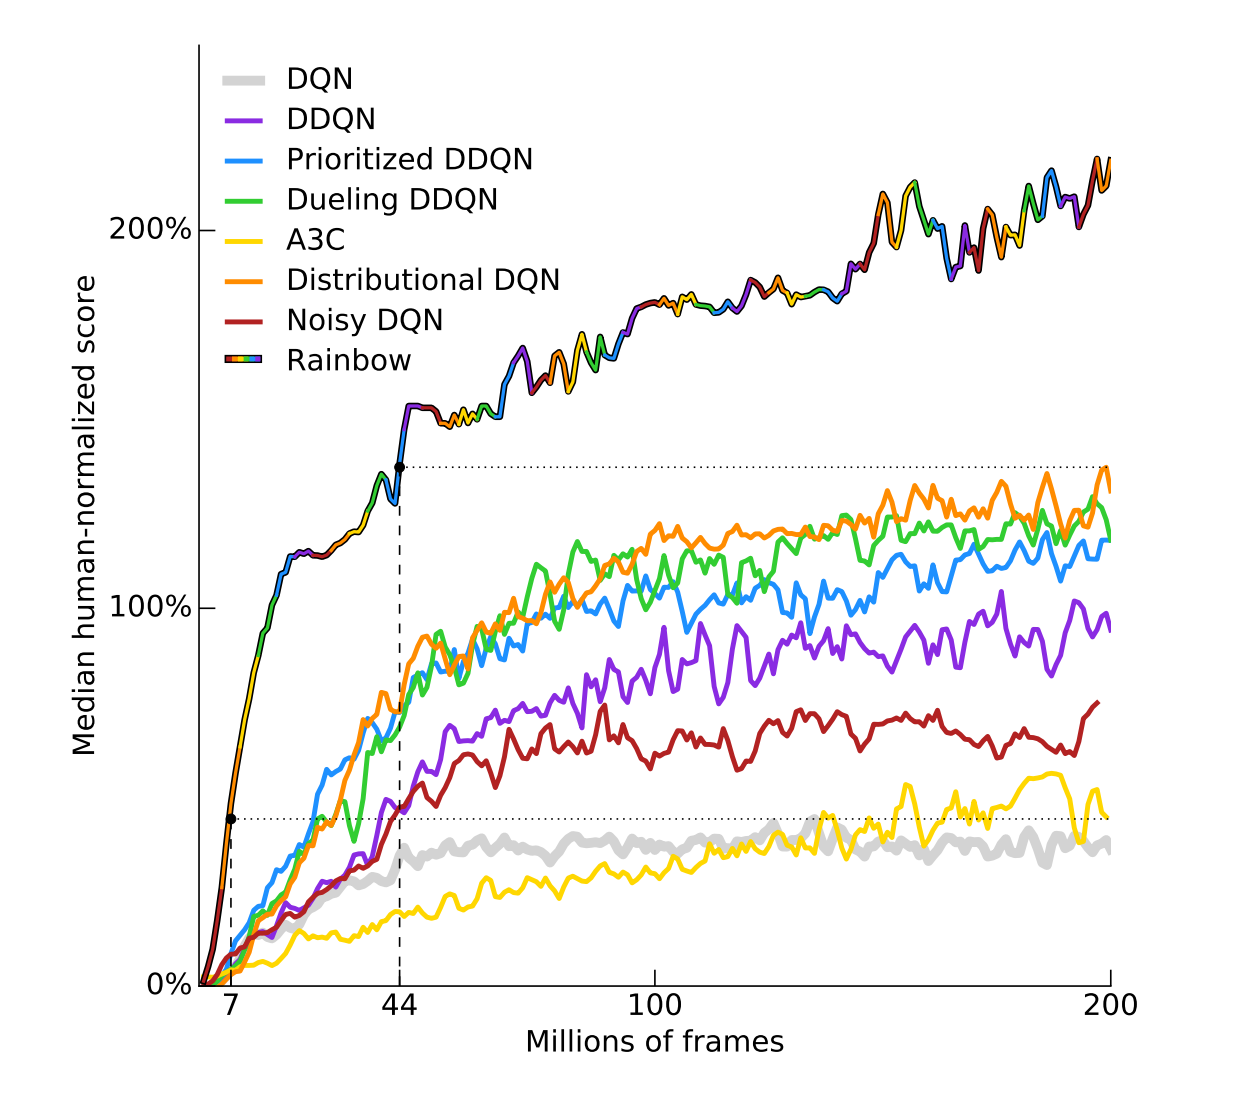 DQN
DDQN
Prioritized DDQN
Dueling DDQN
A3C
Distributional DQN
Noisy DQN
Rainbow
Median human-normalized score
200%
100%
0%
7 44 100 200
Millions of frames